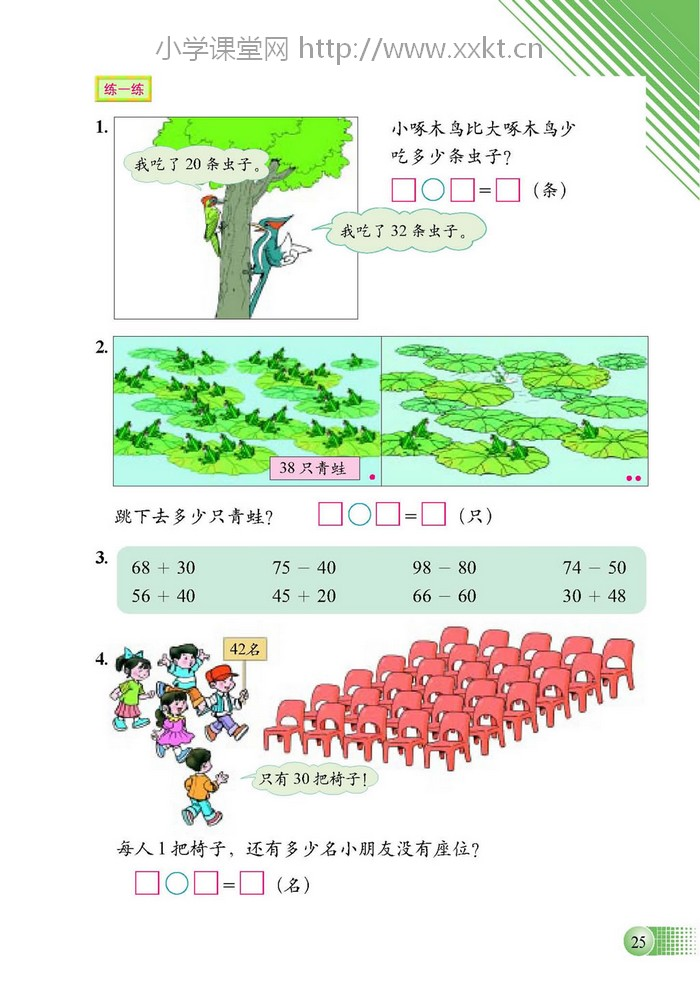 小学课堂网 http://www.xxkt.cn
练一练
1.
我吃了 20 条虫子。
我吃了 32 条虫子。
小啄木鸟比大啄木鸟少
吃多少条虫子?
□○□=□（条）
2.
38 只青蛙
跳下去多少只青蛙? □○□=□（只）
3.
68 + 30 75 − 40 98 − 80 74 − 50
56 + 40 45 + 20 66 − 60 30 + 48
4.
42名
只有 30 把椅子!
每人 1 把椅子，还有多少名小朋友没有座位?
□○□=□（名）
25